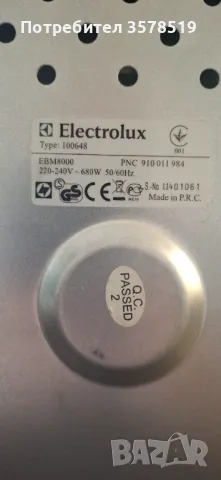 Потребител 3578519
Electrolux
Type: 100648
001
EBM8000 PNC 910 011 984
220-240V ~ 680W 50/60Hz
S-No 11401061
Made in P.R.C.
Q.C.
PASSED
2
BAZAR
bg